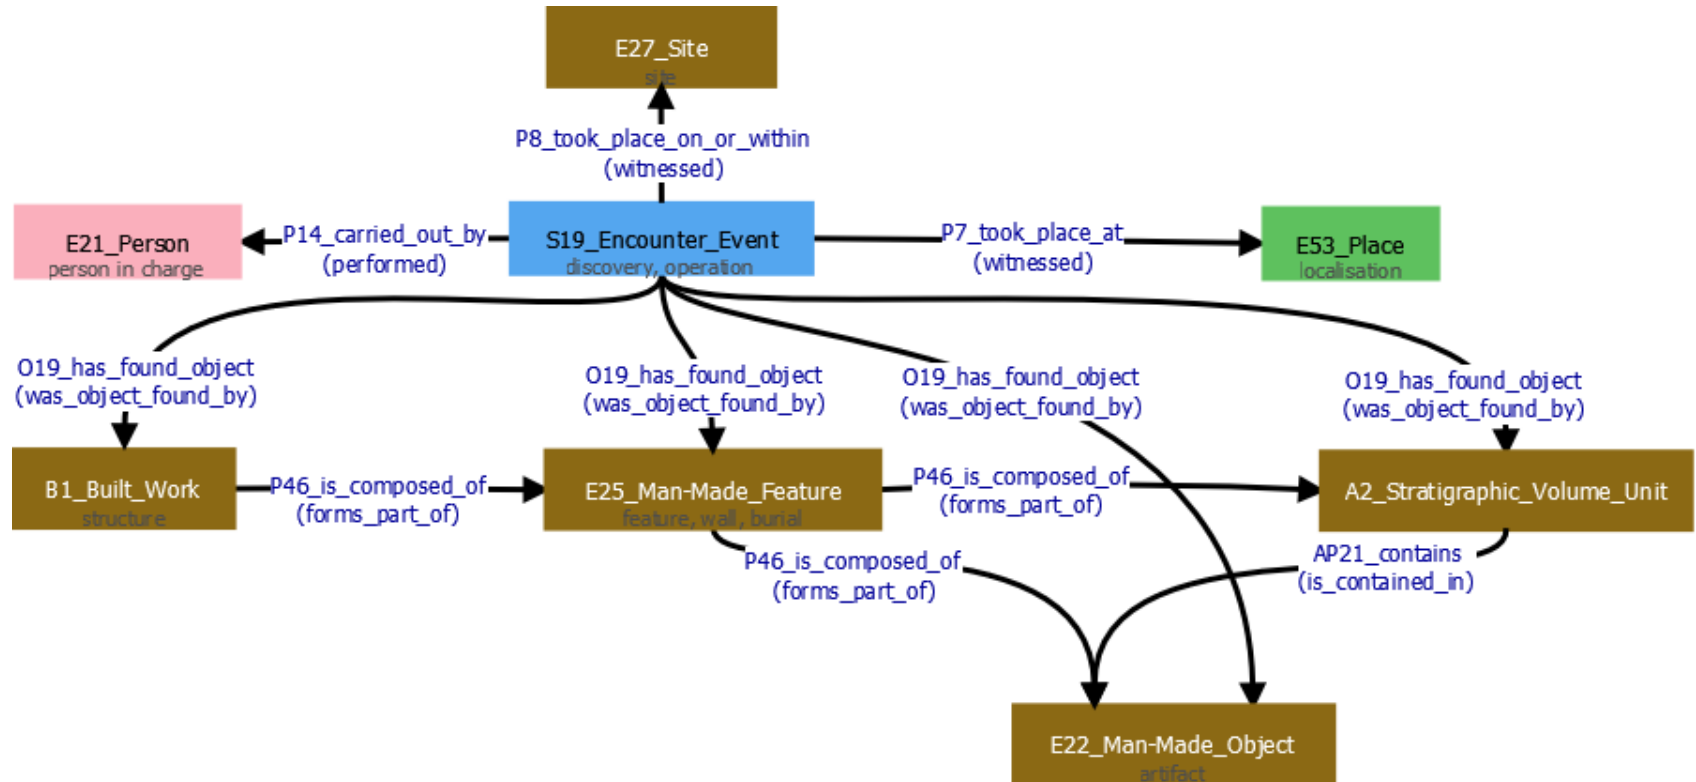 E27_Site
site
P8_took_place_on_or_within
(witnessed)
E21_Person
person in charge
P14_carried_out_by
(performed)
S19_Encounter_Event
discovery, operation
P7_took_place_at
(witnessed)
E53_Place
localisation
O19_has_found_object
(was_object_found_by)
O19_has_found_object
(was_object_found_by)
O19_has_found_object
(was_object_found_by)
O19_has_found_object
(was_object_found_by)
B1_Built_Work
structure
P46_is_composed_of
(forms_part_of)
E25_Man-Made_Feature
feature, wall, burial
P46_is_composed_of
(forms_part_of)
A2_Stratigraphic_Volume_Unit
P46_is_composed_of
(forms_part_of)
AP21_contains
(is_contained_in)
E22_Man-Made_Object
artifact